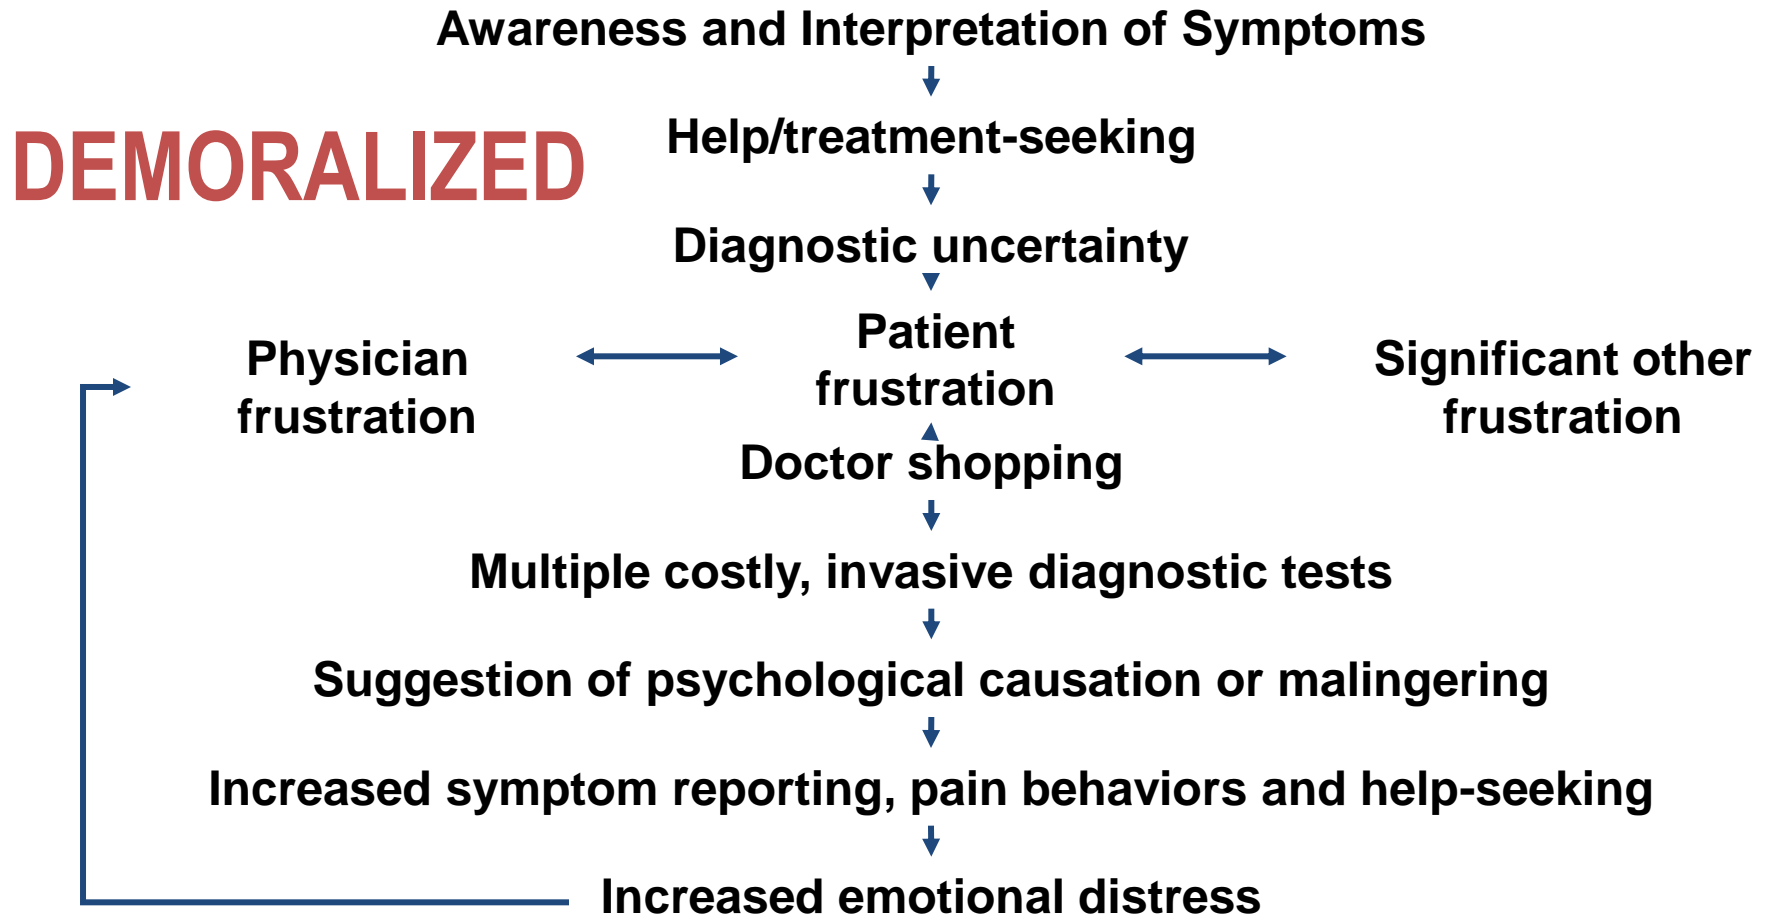 Awareness and Interpretation of Symptoms
DEMORALIZED
Help/treatment-seeking
Diagnostic uncertainty
Physician
frustration
Patient
frustration
Significant other
frustration
Doctor shopping
Multiple costly, invasive diagnostic tests
Suggestion of psychological causation or malingering
Increased symptom reporting, pain behaviors and help-seeking
Increased emotional distress